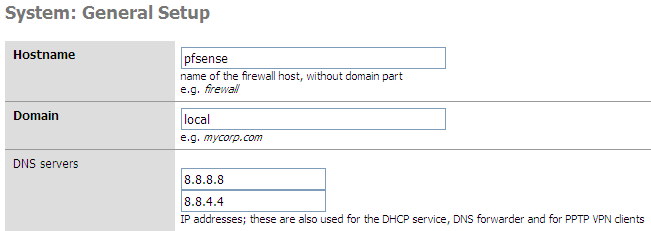 System: General Setup
Hostname
pfsense
name of the firewall host, without domain part
e.g. firewall
Domain
local
e.g. mycorp.com
DNS servers
8.8.8.8
8.8.4.4
IP addresses; these are also used for the DHCP service, DNS forwarder and for PPTP VPN clients